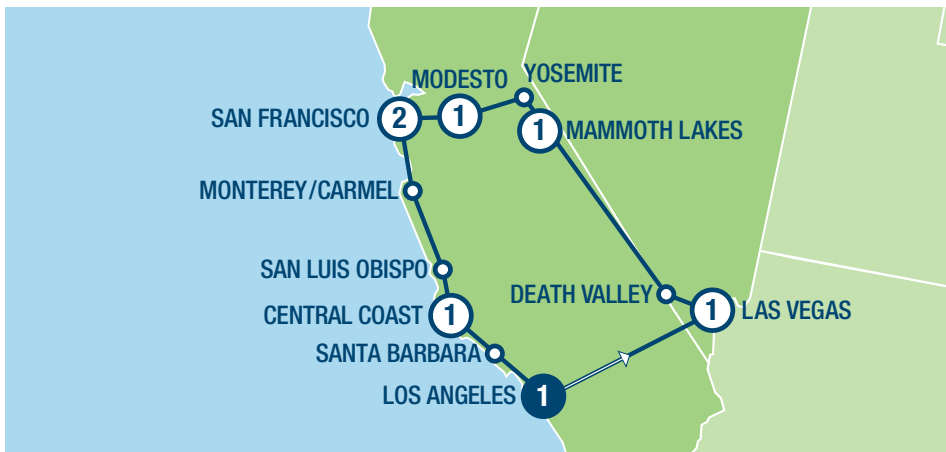 MODESTO
YOSEMITE
SAN FRANCISCO 2
1
1 MAMMOTH LAKES
MONTEREY/CARMEL
SAN LUIS OBISPO
DEATH VALLEY
CENTRAL COAST 1
1 LAS VEGAS
SANTA BARBARA
LOS ANGELES 1